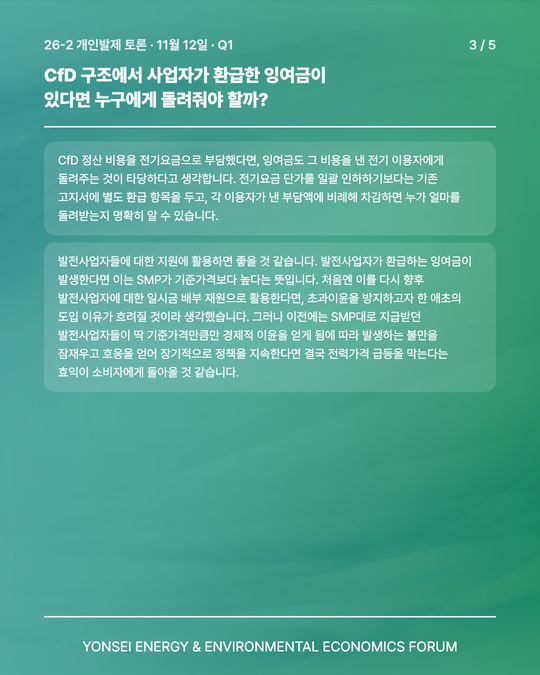 26-2 개인발제 토론 · 11월 12일 · Q1
3 / 5
CfD 구조에서 사업자가 환급한 잉여금이
있다면 누구에게 돌려줘야 할까?
CfD 정산 비용을 전기요금으로 부담했다면, 잉여금도 그 비용을 낸 전기 이용자에게
돌려주는 것이 타당하다고 생각합니다. 전기요금 단가를 일괄 인하하기보다는 기존
고지서에 별도 환급 항목을 두고, 각 이용자가 낸 부담액에 비례해 차감하면 누가 얼마를
돌려받는지 명확히 알 수 있습니다.
발전사업자들에 대한 지원에 활용하면 좋을 것 같습니다. 발전사업자가 환급하는 잉여금이
발생한다면 이는 SMP가 기준가격보다 높다는 뜻입니다. 처음엔 이를 다시 향후
발전사업자에 대한 일시금 배부 재원으로 활용한다면, 초과이윤을 방지하고자 한 애초의
도입 이유가 흐려질 것이라 생각했습니다. 그러나 이전에는 SMP대로 지급받던
발전사업자들이 딱 기준가격만큼만 경제적 이윤을 얻게 됨에 따라 발생하는 불만을
잠재우고 호응을 얻어 장기적으로 정책을 지속한다면 결국 전력가격 급등을 막는다는
효익이 소비자에게 돌아올 것 같습니다.
YONSEI ENERGY & ENVIRONMENTAL ECONOMICS FORUM